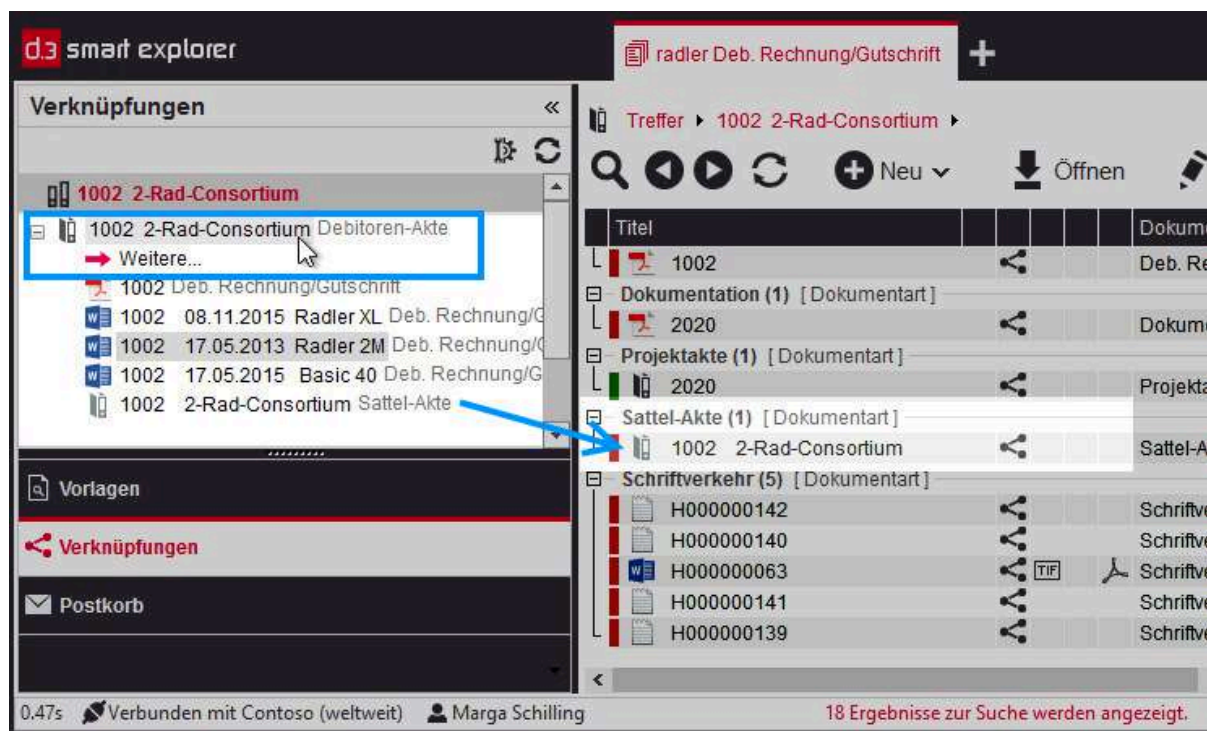 d.3 smart explorer
radler Deb. Rechnung/Gutschrift
Verknüpfungen «
1002 2-Rad-Consortium
1002 2-Rad-Consortium Debitoren-Akte
Weitere...
1002 Deb. Rechnung/Gutschrift
1002 08.11.2015 Radler XL Deb. Rechnung/G
1002 17.05.2013 Radler 2M Deb. Rechnung/
1002 17.05.2015 Basic 40 Deb. Rechnung/G
1002 2-Rad-Consortium Sattel-Akte
Vorlagen
Verknüpfungen
Postkorb
Treffer 1002 2-Rad-Consortium
Neu Öffnen
Titel Dokume
1002 Deb. Re
Dokumentation (1) [Dokumentart]
2020 Dokume
Projektakte (1) [Dokumentart]
2020 Projekta
Sattel-Akte (1) [Dokumentart]
1002 2-Rad-Consortium Sattel-A
Schriftverkehr (5) [Dokumentart]
H000000142 Schriftve
H000000140 Schriftve
H000000063 TIF Schriftve
H000000141 Schriftve
H000000139 Schriftve
0.47s Verbunden mit Contoso (weltweit) Marga Schilling 18 Ergebnisse zur Suche werden angezeigt.